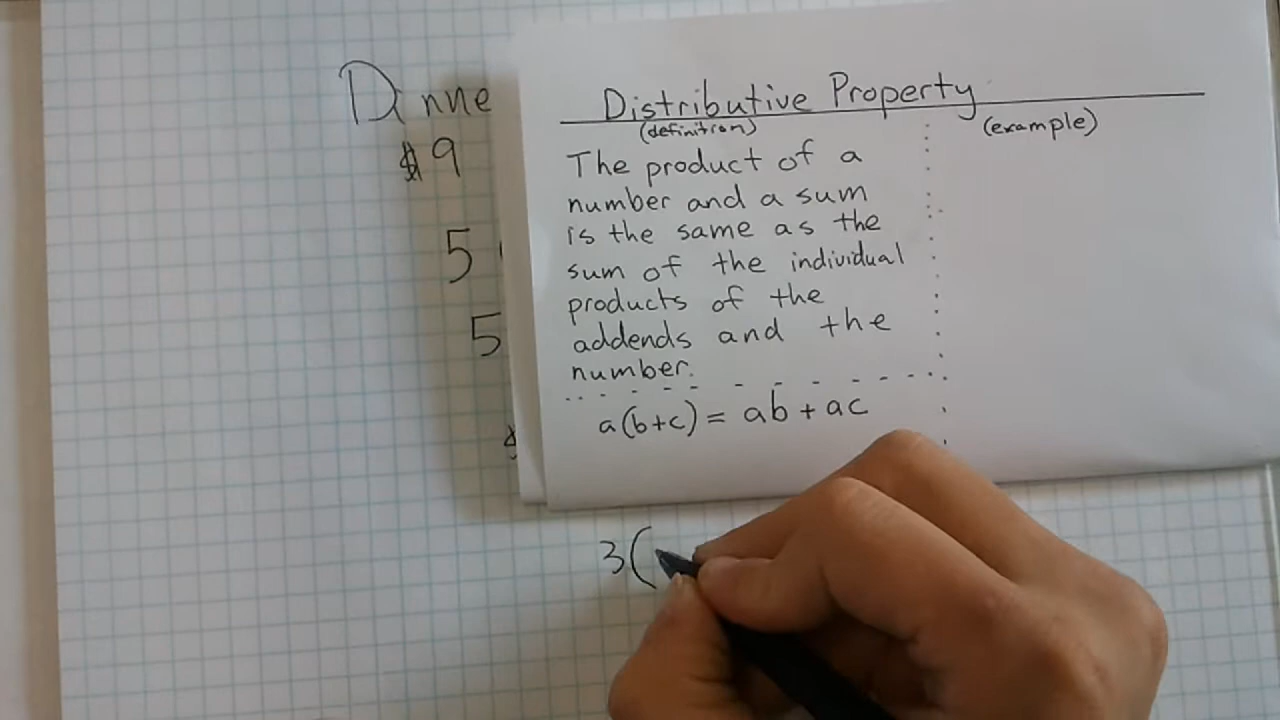 Dinne
$9
5
5
Distributive Property
(definition)
(example)
The product of a
number and a sum
is the same as the
sum of the individual
products of the
addends and the
number.
a(b+c) = ab + ac
3(